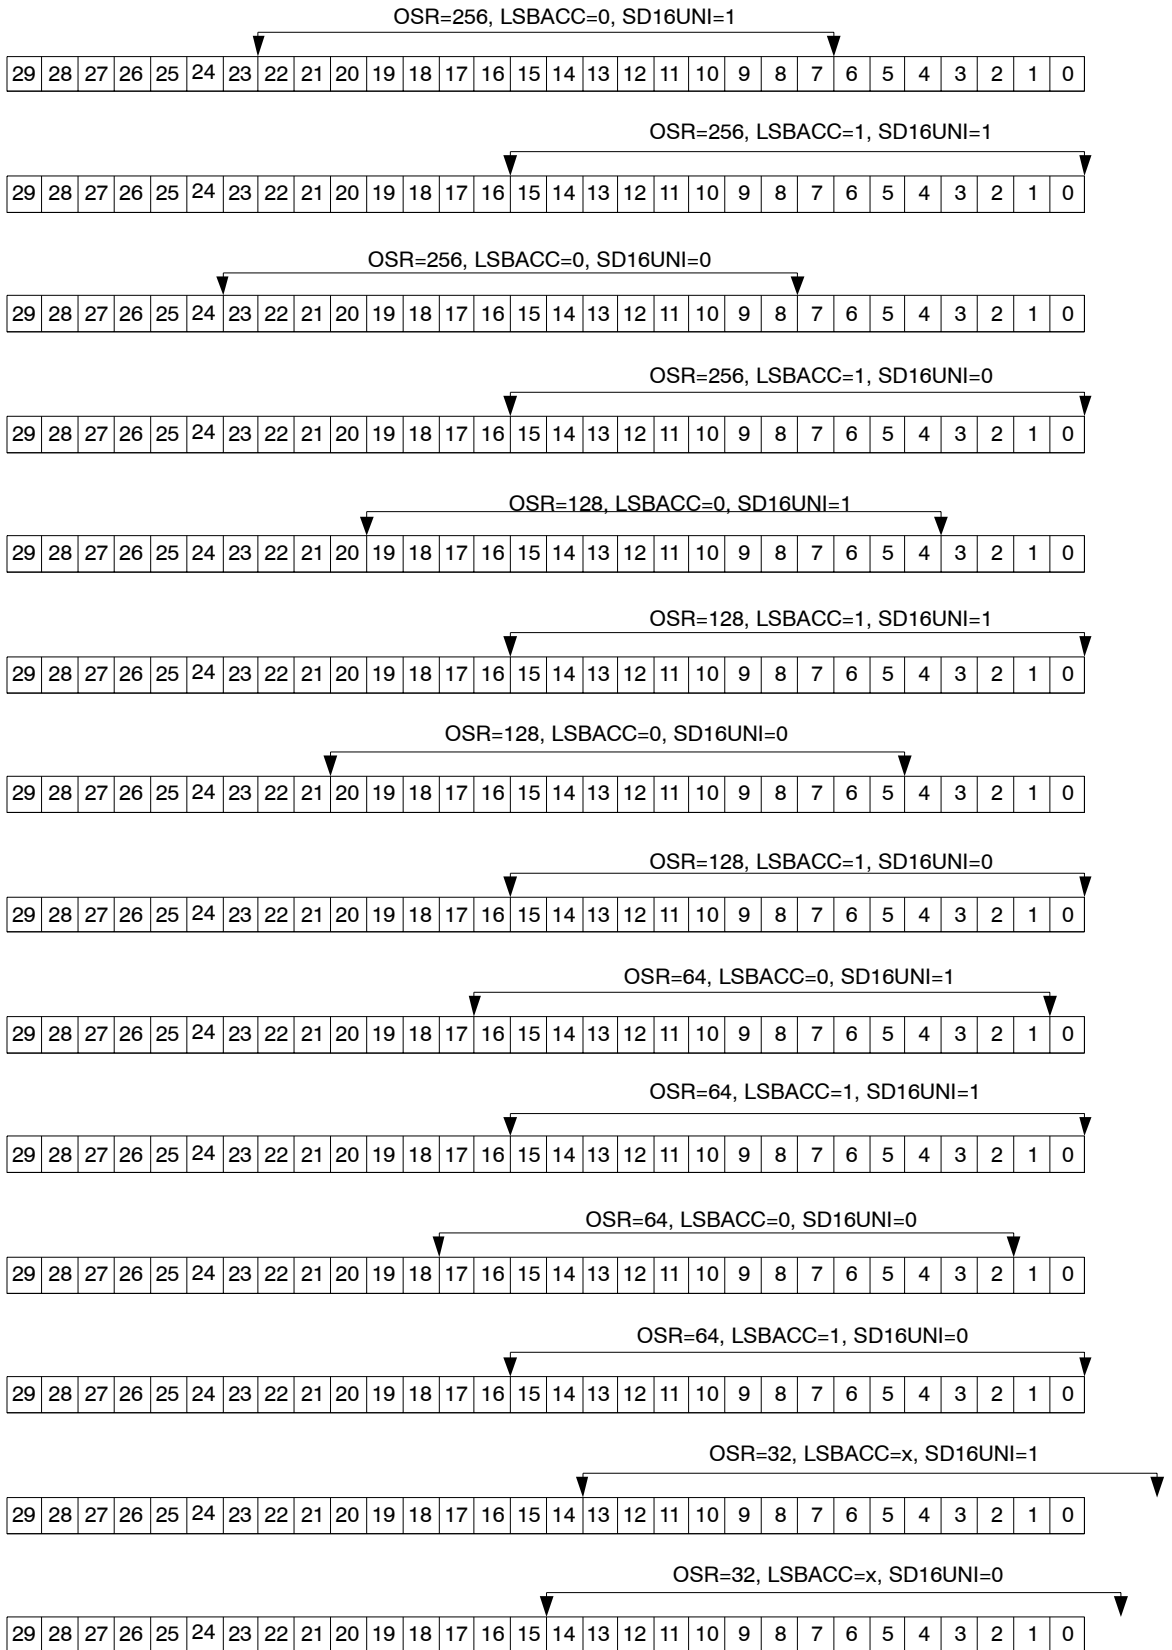 OSR=256, LSBACC=0, SD16UNI=1
29 28 27 26 25 24 23 22 21 20 19 18 17 16 15 14 13 12 11 10 9 8 7 6 5 4 3 2 1 0
OSR=256, LSBACC=1, SD16UNI=1
29 28 27 26 25 24 23 22 21 20 19 18 17 16 15 14 13 12 11 10 9 8 7 6 5 4 3 2 1 0
OSR=256, LSBACC=0, SD16UNI=0
29 28 27 26 25 24 23 22 21 20 19 18 17 16 15 14 13 12 11 10 9 8 7 6 5 4 3 2 1 0
OSR=256, LSBACC=1, SD16UNI=0
29 28 27 26 25 24 23 22 21 20 19 18 17 16 15 14 13 12 11 10 9 8 7 6 5 4 3 2 1 0
OSR=128, LSBACC=0, SD16UNI=1
29 28 27 26 25 24 23 22 21 20 19 18 17 16 15 14 13 12 11 10 9 8 7 6 5 4 3 2 1 0
OSR=128, LSBACC=1, SD16UNI=1
29 28 27 26 25 24 23 22 21 20 19 18 17 16 15 14 13 12 11 10 9 8 7 6 5 4 3 2 1 0
OSR=128, LSBACC=0, SD16UNI=0
29 28 27 26 25 24 23 22 21 20 19 18 17 16 15 14 13 12 11 10 9 8 7 6 5 4 3 2 1 0
OSR=128, LSBACC=1, SD16UNI=0
29 28 27 26 25 24 23 22 21 20 19 18 17 16 15 14 13 12 11 10 9 8 7 6 5 4 3 2 1 0
OSR=64, LSBACC=0, SD16UNI=1
29 28 27 26 25 24 23 22 21 20 19 18 17 16 15 14 13 12 11 10 9 8 7 6 5 4 3 2 1 0
OSR=64, LSBACC=1, SD16UNI=1
29 28 27 26 25 24 23 22 21 20 19 18 17 16 15 14 13 12 11 10 9 8 7 6 5 4 3 2 1 0
OSR=64, LSBACC=0, SD16UNI=0
29 28 27 26 25 24 23 22 21 20 19 18 17 16 15 14 13 12 11 10 9 8 7 6 5 4 3 2 1 0
OSR=64, LSBACC=1, SD16UNI=0
29 28 27 26 25 24 23 22 21 20 19 18 17 16 15 14 13 12 11 10 9 8 7 6 5 4 3 2 1 0
OSR=32, LSBACC=x, SD16UNI=1
29 28 27 26 25 24 23 22 21 20 19 18 17 16 15 14 13 12 11 10 9 8 7 6 5 4 3 2 1 0
OSR=32, LSBACC=x, SD16UNI=0
29 28 27 26 25 24 23 22 21 20 19 18 17 16 15 14 13 12 11 10 9 8 7 6 5 4 3 2 1 0